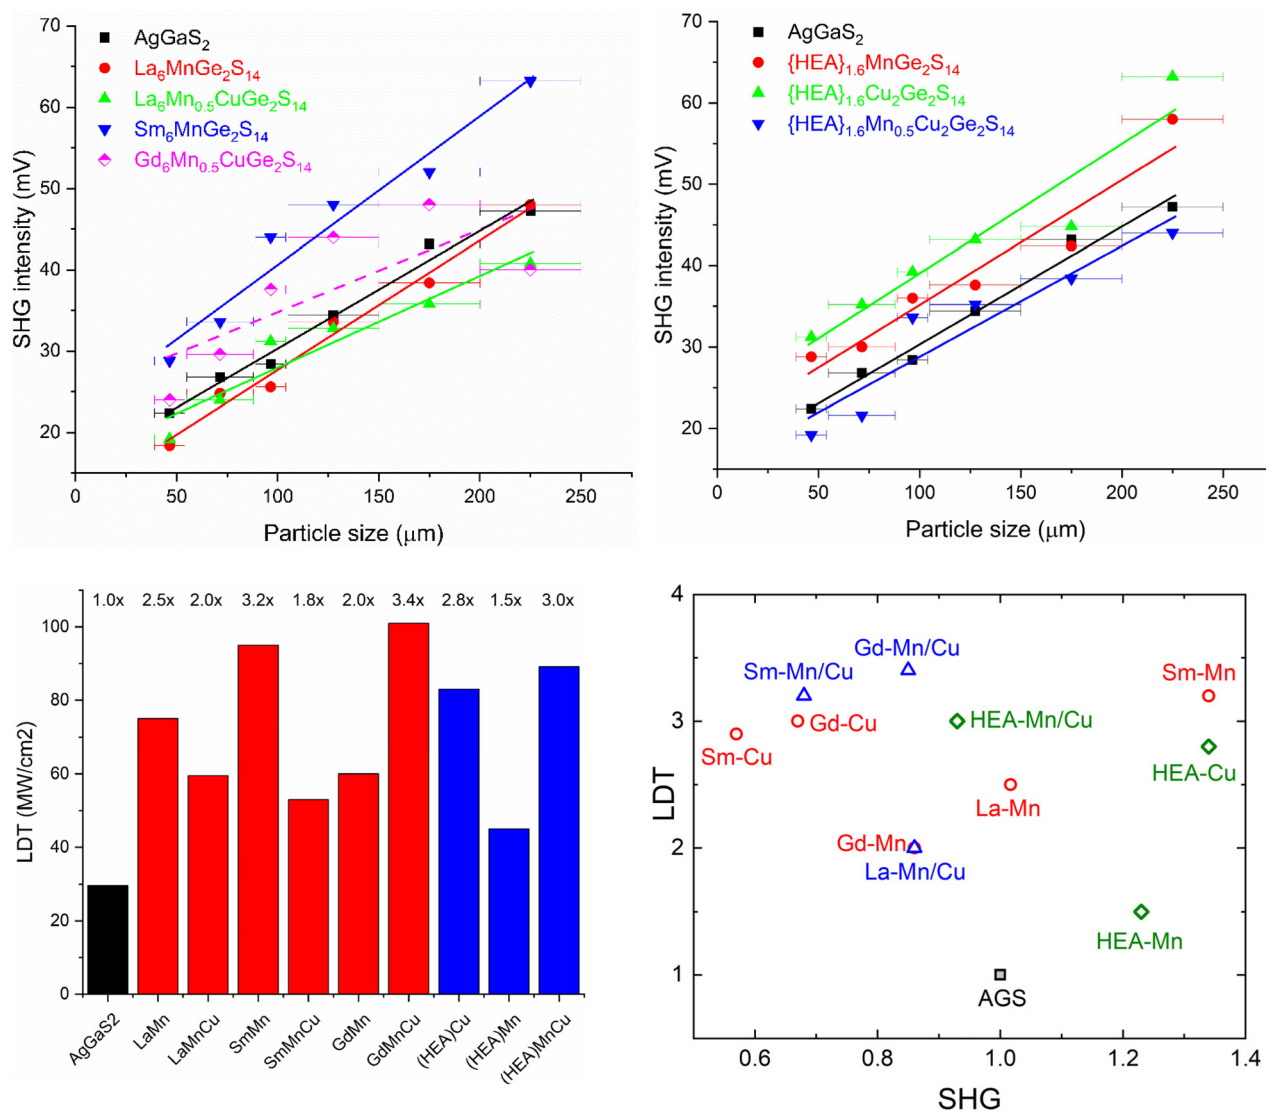 70
60
50
40
30
20
SHG intensity (mV)
AgGaS₂
La₆MnGe₂S₁₄
La₆Mn₀.₅CuGe₂S₁₄
Sm₆MnGe₂S₁₄
Gd₆Mn₀.₅CuGe₂S₁₄
0 50 100 150 200 250
Particle size (μm)
70
60
50
40
30
20
SHG intensity (mV)
AgGaS₂
{HEA}₁.₆MnGe₂S₁₄
{HEA}₁.₆Cu₂Ge₂S₁₄
{HEA}₁.₆Mn₀.₅Cu₂Ge₂S₁₄
0 50 100 150 200 250
Particle size (μm)
1.0x 2.5x 2.0x 3.2x 1.8x 2.0x 3.4x 2.8x 1.5x 3.0x
100
80
60
40
20
0
LDT (MW/cm2)
AgGaS2
LaMn
LaMnCu
SmMn
SmMnCu
GdMn
GdMnCu
(HEA)Cu
(HEA)Mn
(HEA)MnCu
4
3
2
1
LDT
Gd-Mn/Cu
Sm-Mn/Cu
Sm-Mn
Gd-Cu
HEA-Mn/Cu
Sm-Cu
HEA-Cu
La-Mn
Gd-Mn
La-Mn/Cu
HEA-Mn
AGS
0.6 0.8 1.0 1.2 1.4
SHG